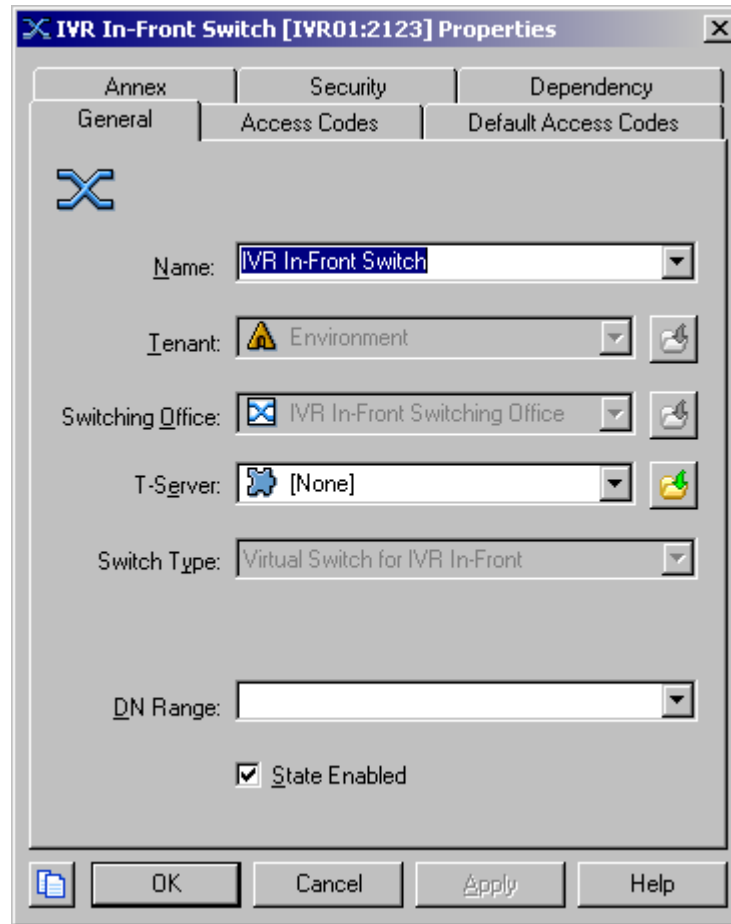 IVR In-Front Switch [IVR01:2123] Properties
Annex Security Dependency
General Access Codes Default Access Codes
Name: IVR In-Front Switch
Tenant: Environment
Switching Office: IVR In-Front Switching Office
T-Server: [None]
Switch Type: Virtual Switch for IVR In-Front
DN Range:
State Enabled
OK Cancel Apply Help